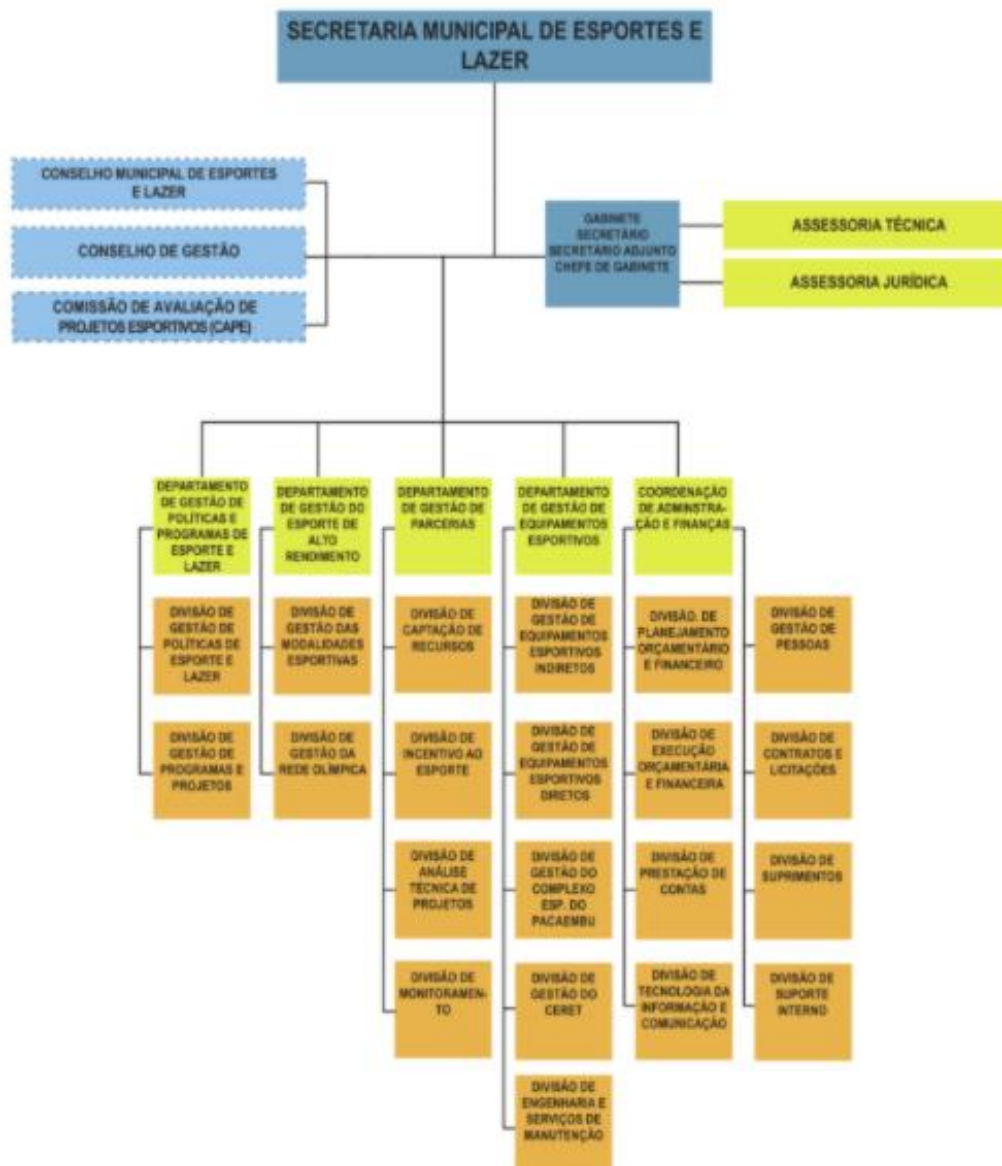 SECRETARIA MUNICIPAL DE ESPORTES E
LAZER
CONSELHO MUNICIPAL DE ESPORTES
E LAZER
CONSELHO DE GESTÃO
COMISSÃO DE AVALIAÇÃO DE
PROJETOS ESPORTIVOS (CAPE)
GABINETE
SECRETÁRIO
SECRETÁRIO ADJUNTO
CHEFE DE GABINETE
ASSESSORIA TÉCNICA
ASSESSORIA JURÍDICA
DEPARTAMENTO
DE GESTÃO DE
POLÍTICAS E
PROGRAMAS DE
ESPORTE E
LAZER
DEPARTAMENTO
DE GESTÃO DO
ESPORTE DE
ALTO
RENDIMENTO
DEPARTAMENTO
DE GESTÃO DE
PARCERIAS
DEPARTAMENTO
DE GESTÃO DE
EQUIPAMENTOS
ESPORTIVOS
COORDENAÇÃO
DE ADMINSTRA-
ÇÃO E FINANÇAS
DIVISÃO DE
GESTÃO DE
POLÍTICAS DE
ESPORTE E
LAZER
DIVISÃO DE
GESTÃO DAS
MODALIDADES
ESPORTIVAS
DIVISÃO DE
CAPTAÇÃO DE
RECURSOS
DIVISÃO DE
GESTÃO DE
EQUIPAMENTOS
ESPORTIVOS
INDIRETOS
DIVISÃO. DE
PLANEJAMENTO
ORÇAMENTÁRIO
E FINANCEIRO
DIVISÃO DE
GESTÃO DE
PESSOAS
DIVISÃO DE
GESTÃO DE
PROGRAMAS E
PROJETOS
DIVISÃO DE
GESTÃO DA
REDE OLÍMPICA
DIVISÃO DE
INCENTIVO AO
ESPORTE
DIVISÃO DE
GESTÃO DE
EQUIPAMENTOS
ESPORTIVOS
DIRETOS
DIVISÃO DE
EXECUÇÃO
ORÇAMENTÁRIA
E FINANCEIRA
DIVISÃO DE
CONTRATOS E
LICITAÇÕES
DIVISÃO DE
ANÁLISE
TÉCNICA DE
PROJETOS
DIVISÃO DE
GESTÃO DO
COMPLEXO
ESP. DO
PACAEMBU
DIVISÃO DE
PRESTAÇÃO DE
CONTAS
DIVISÃO DE
SUPRIMENTOS
DIVISÃO DE
MONITORAMEN-
TO
DIVISÃO DE
GESTÃO DO
CERET
DIVISÃO DE
TECNOLOGIA DA
INFORMAÇÃO E
COMUNICAÇÃO
DIVISÃO DE
SUPORTE
INTERNO
DIVISÃO DE
ENGENHARIA E
SERVIÇOS DE
MANUTENÇÃO